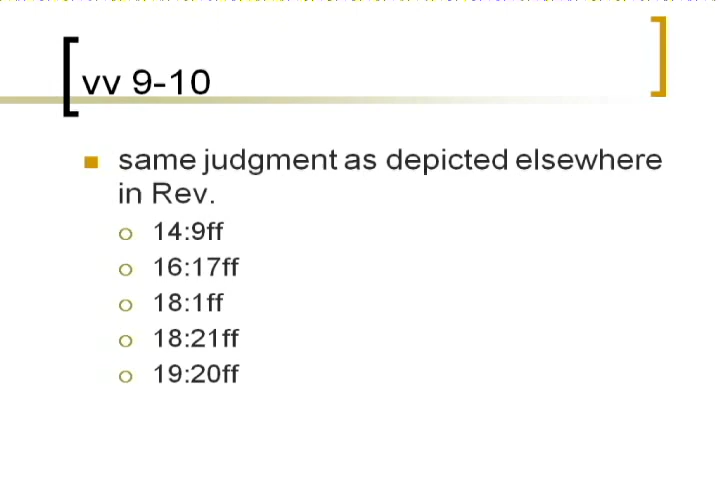 vv 9-10
same judgment as depicted elsewhere
in Rev.
14:9ff
16:17ff
18:1ff
18:21ff
19:20ff